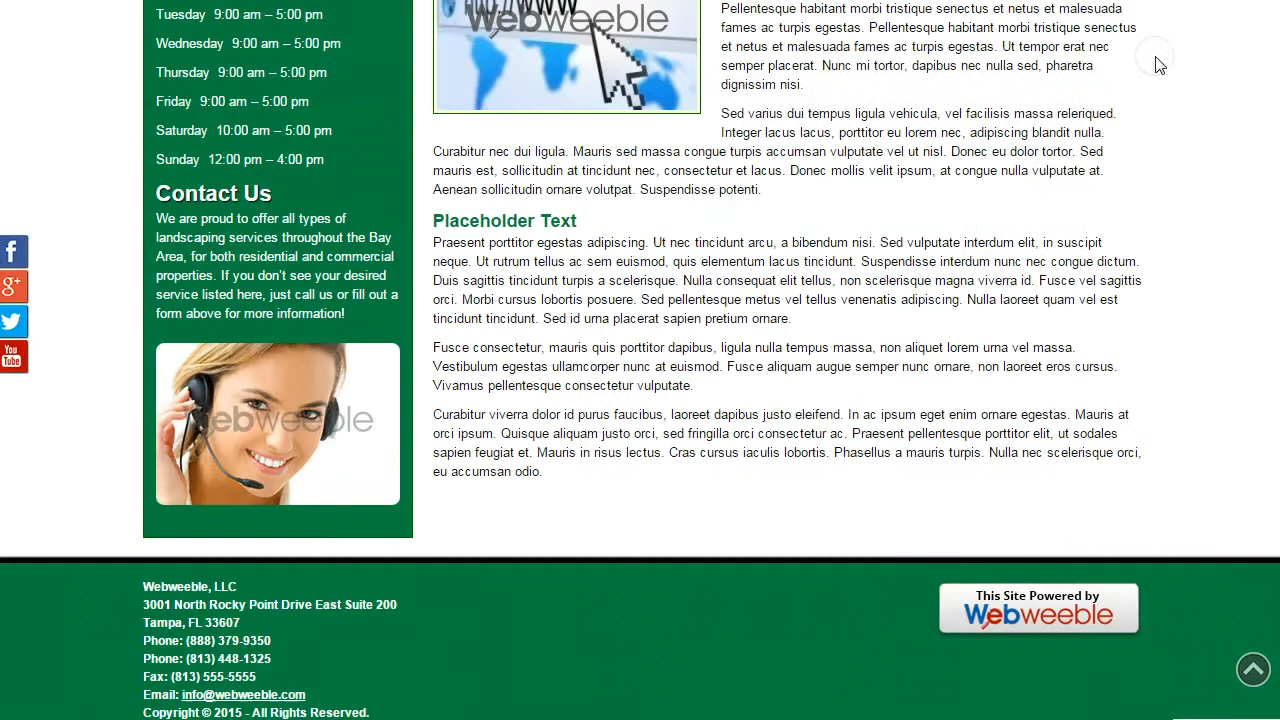 Tuesday 9:00 am – 5:00 pm
Wednesday 9:00 am – 5:00 pm
Thursday 9:00 am – 5:00 pm
Friday 9:00 am – 5:00 pm
Saturday 10:00 am – 5:00 pm
Sunday 12:00 pm – 4:00 pm
Contact Us
We are proud to offer all types of
landscaping services throughout the Bay
Area, for both residential and commercial
properties. If you don't see your desired
service listed here, just call us or fill out a
form above for more information!
webweeble
Webweeble
Pellentesque habitant morbi tristique senectus et netus et malesuada
fames ac turpis egestas. Pellentesque habitant morbi tristique senectus
et netus et malesuada fames ac turpis egestas. Ut tempor erat nec
semper placerat. Nunc mi tortor, dapibus nec nulla sed, pharetra
dignissim nisi.
Sed varius dui tempus ligula vehicula, vel facilisis massa releriqued.
Integer lacus lacus, porttitor eu lorem nec, adipiscing blandit nulla.
Curabitur nec dui ligula. Mauris sed massa congue turpis accumsan vulputate vel ut nisl. Donec eu dolor tortor. Sed
mauris est, sollicitudin at tincidunt nec, consectetur et lacus. Donec mollis velit ipsum, at congue nulla vulputate at.
Aenean sollicitudin ornare volutpat. Suspendisse potenti.
Placeholder Text
Praesent porttitor egestas adipiscing. Ut nec tincidunt arcu, a bibendum nisi. Sed vulputate interdum elit, in suscipit
neque. Ut rutrum tellus ac sem euismod, quis elementum lacus tincidunt. Suspendisse interdum nunc nec congue dictum.
Duis sagittis tincidunt turpis a scelerisque. Nulla consequat elit tellus, non scelerisque magna viverra id. Fusce vel sagittis
orci. Morbi cursus lobortis posuere. Sed pellentesque metus vel tellus venenatis adipiscing. Nulla laoreet quam vel est
tincidunt tincidunt. Sed id urna placerat sapien pretium ornare.
Fusce consectetur, mauris quis porttitor dapibus, ligula nulla tempus massa, non aliquet lorem urna vel massa.
Vestibulum egestas ullamcorper nunc at euismod. Fusce aliquam augue semper nunc ornare, non laoreet eros cursus.
Vivamus pellentesque consectetur vulputate.
Curabitur viverra dolor id purus faucibus, laoreet dapibus justo eleifend. In ac ipsum eget enim ornare egestas. Mauris at
orci ipsum. Quisque aliquam justo orci, sed fringilla orci consectetur ac. Praesent pellentesque porttitor elit, ut sodales
sapien feugiat et. Mauris in risus lectus. Cras cursus iaculis lobortis. Phasellus a mauris turpis. Nulla nec scelerisque orci,
eu accumsan odio.
f
g+
You
Tube
Webweeble, LLC
3001 North Rocky Point Drive East Suite 200
Tampa, FL 33607
Phone: (888) 379-9350
Phone: (813) 448-1325
Fax: (813) 555-5555
Email: info@webweeble.com
Copyright © 2015 - All Rights Reserved.
This Site Powered by
Webweeble